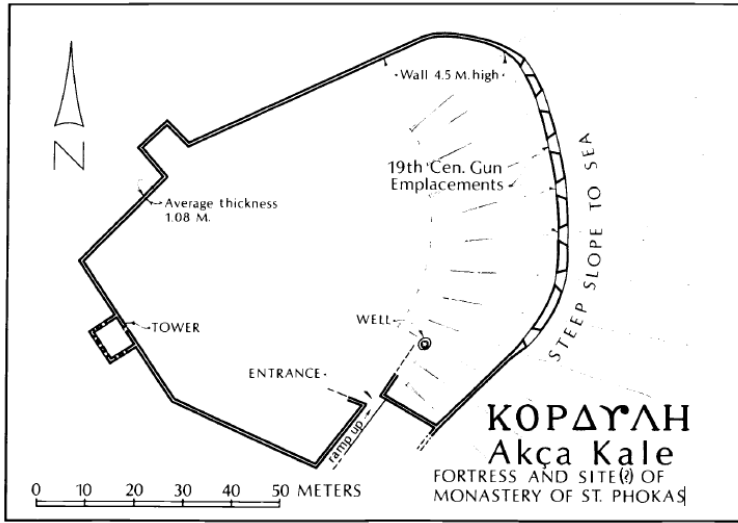 N
· Wall 4.5 M. high ·
19th Cen. Gun
Emplacements
Average thickness
1.08 M.
STEEP SLOPE TO SEA
TOWER
WELL
ENTRANCE ·
ramp up
ΚΟΡΔΥΛΗ
Akça Kale
FORTRESS AND SITE(?) OF
MONASTERY OF ST. PHOKAS
0 10 20 30 40 50 METERS